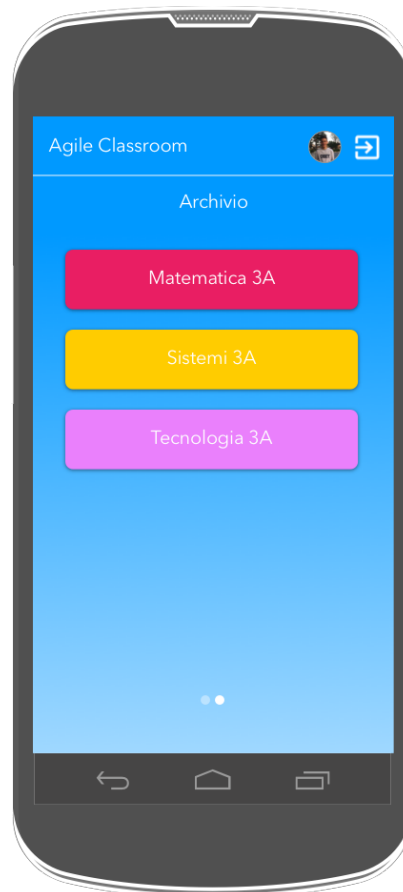 Agile Classroom
Archivio
Matematica 3A
Sistemi 3A
Tecnologia 3A